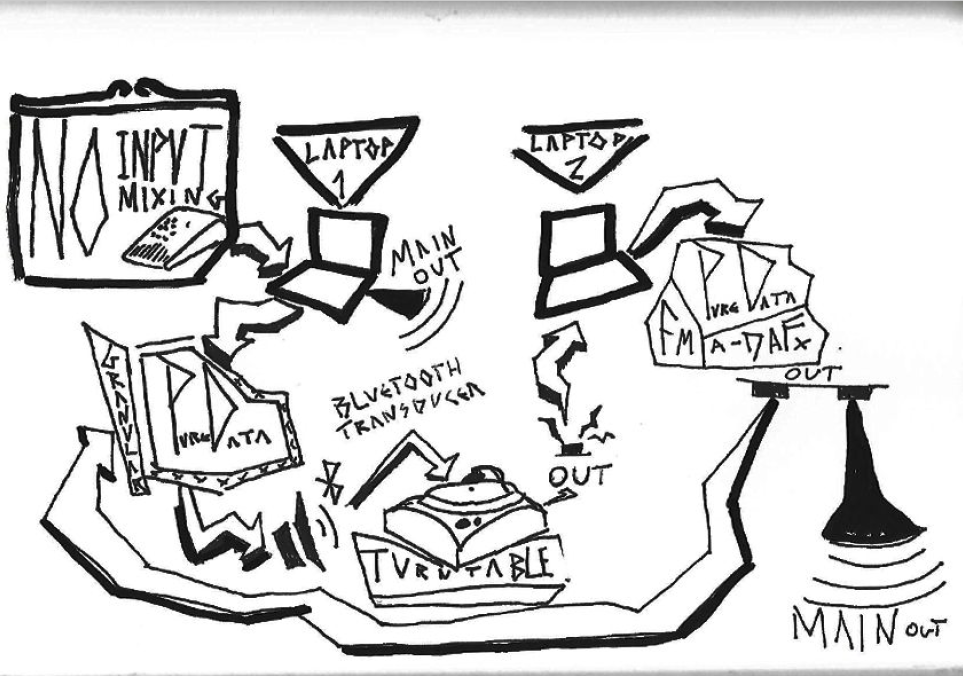 NO
INPUT
MIXING
LAPTOP
1
LAPTOP
2
MAIN
OUT
PD
PURE DATA
FM A-DAFx
OUT
GRANULAR
PD
PURE DATA
BLUETOOTH
TRANSDUCER
OUT
TURNTABLE
MAIN OUT